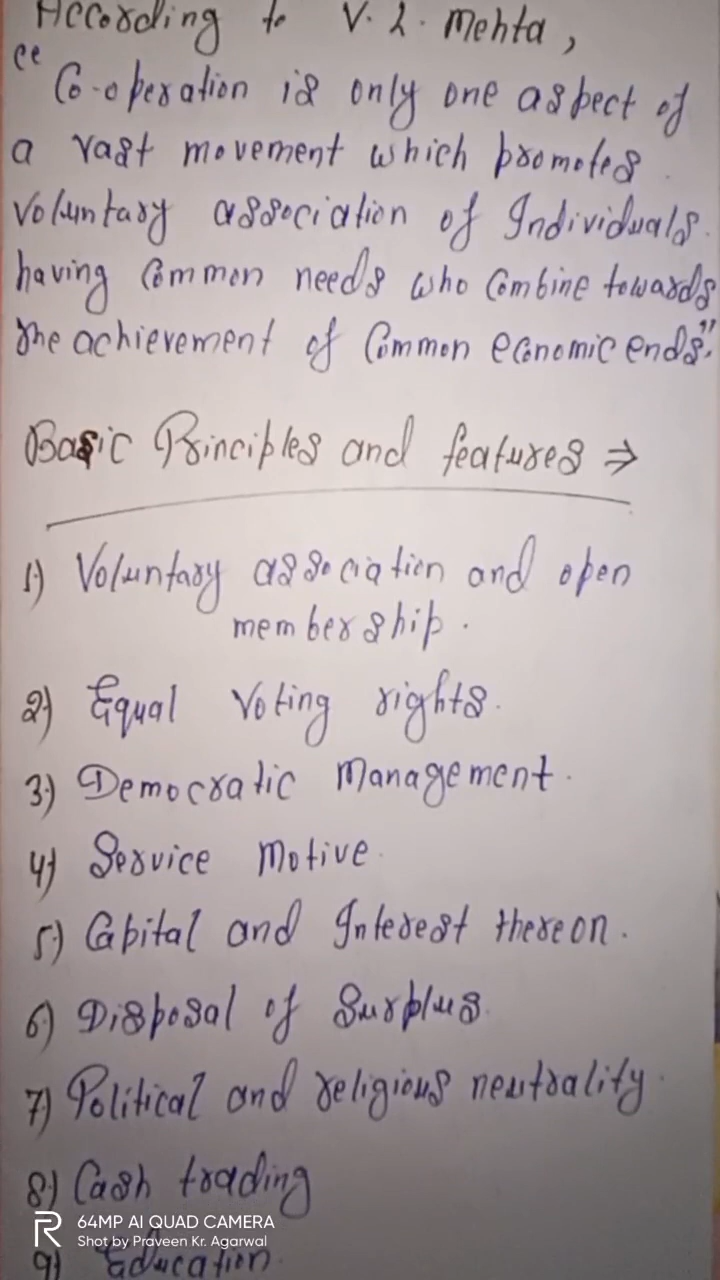 According to V. L. Mehta,
"Co-operation is only one aspect of
a vast movement which promotes
voluntary association of Individuals
having Common needs who Combine towards
the achievement of Common economic ends".
Basic Principles and features ⇒
1) Voluntary association and open
membership.
2) Equal Voting rights.
3) Democratic Management.
4) Service Motive.
5) Capital and Interest thereon.
6) Disposal of Surplus.
7) Political and religious neutrality.
8) Cash trading
9) Education.
R
64MP AI QUAD CAMERA
Shot by Praveen Kr. Agarwal